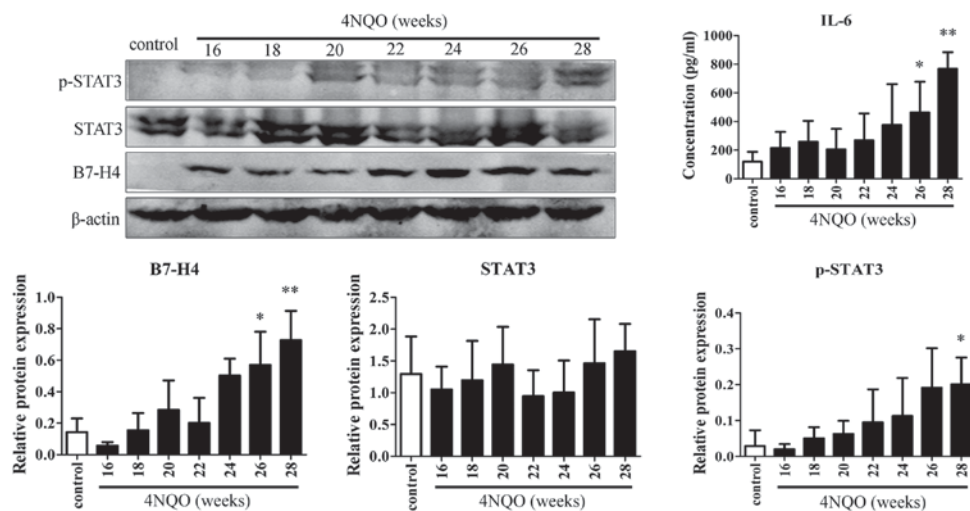 4NQO (weeks)
control 16 18 20 22 24 26 28
p-STAT3
STAT3
B7-H4
β-actin
IL-6
Concentration (pg/ml)
1000
800
600
400
200
0
* **
control 16 18 20 22 24 26 28
4NQO (weeks)
B7-H4
Relative protein expression
1.0
0.8
0.6
0.4
0.2
0.0
* **
control 16 18 20 22 24 26 28
4NQO (weeks)
STAT3
Relative protein expression
2.5
2.0
1.5
1.0
0.5
0.0
control 16 18 20 22 24 26 28
4NQO (weeks)
p-STAT3
Relative protein expression
0.4
0.3
0.2
0.1
0.0
*
control 16 18 20 22 24 26 28
4NQO (weeks)